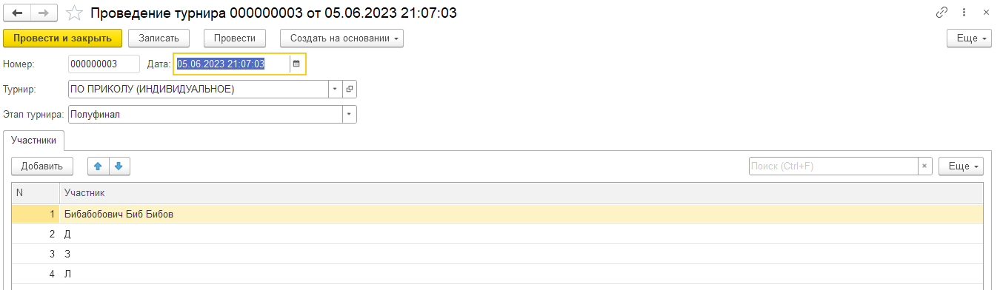 Проведение турнира 000000003 от 05.06.2023 21:07:03
Провести и закрыть Записать Провести Создать на основании Еще
Номер: 000000003 Дата: 05.06.2023 21:07:03
Турнир: ПО ПРИКОЛУ (ИНДИВИДУАЛЬНОЕ)
Этап турнира: Полуфинал
Участники
Добавить Поиск (Ctrl+F) Еще
N Участник
1 Бибабобович Биб Бибов
2 Д
3 З
4 Л